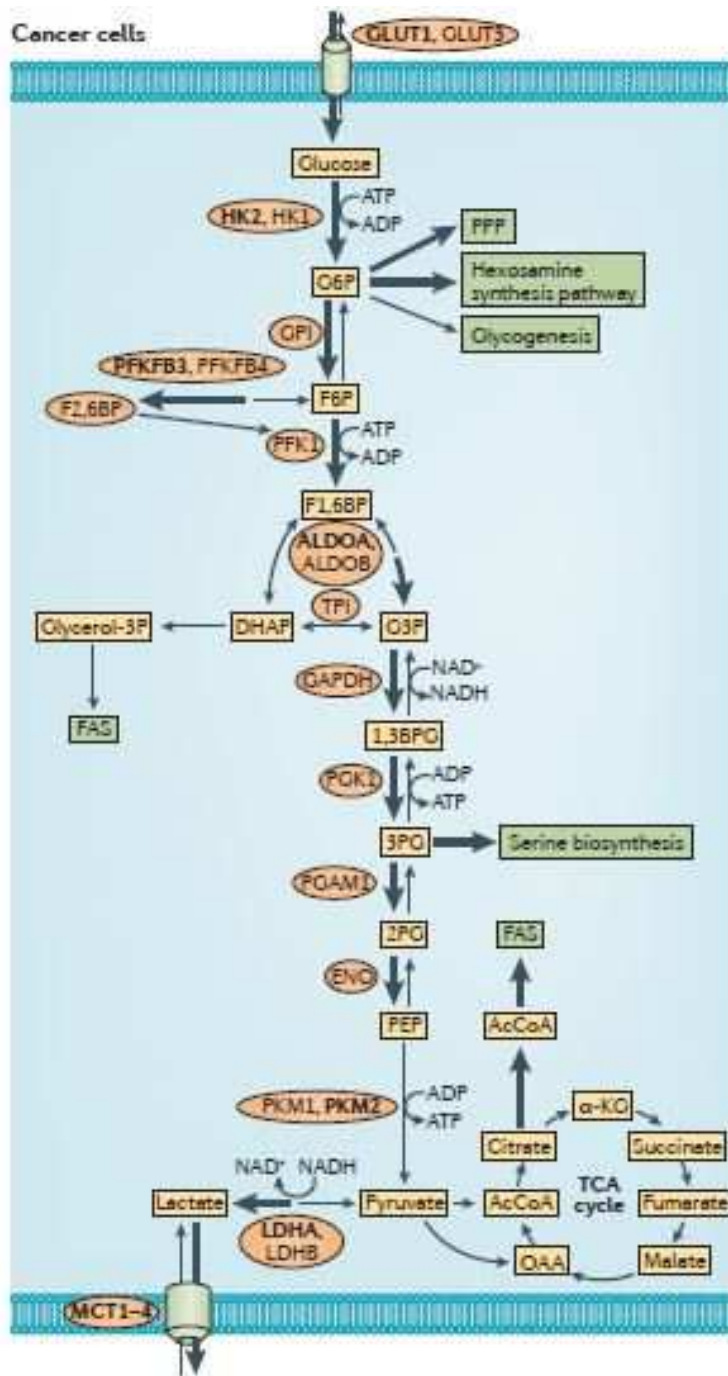 Cancer cells
GLUT1, GLUT3
Glucose
HK2, HK1
ATP
ADP
G6P
PPP
Hexosamine
synthesis pathway
Glycogenesis
GPI
PFKFB3, PFKFB4
F2,6BP
F6P
PFK1
ATP
ADP
F1,6BP
ALDOA,
ALDOB
TPI
Glycerol-3P
DHAP
G3P
FAS
GAPDH
NAD⁺
NADH
1,3BPG
PGK1
ADP
ATP
3PG
Serine biosynthesis
PGAM1
2PG
FAS
ENO
PEP
AcCoA
PKM1, PKM2
ADP
ATP
α-KG
Citrate
Succinate
NAD⁺
NADH
Lactate
Pyruvate
AcCoA
TCA
cycle
Fumarate
LDHA,
LDHB
OAA
Malate
MCT1–4